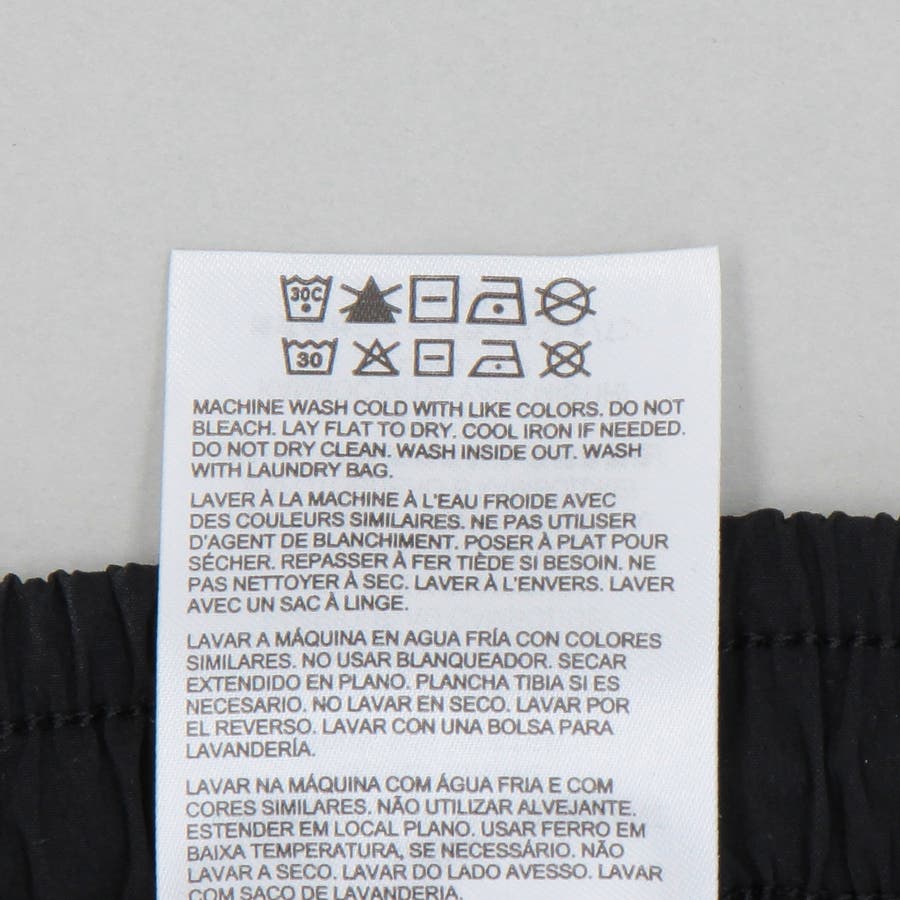 30C
30
MACHINE WASH COLD WITH LIKE COLORS. DO NOT
BLEACH. LAY FLAT TO DRY. COOL IRON IF NEEDED.
DO NOT DRY CLEAN. WASH INSIDE OUT. WASH
WITH LAUNDRY BAG.
LAVER À LA MACHINE À L'EAU FROIDE AVEC
DES COULEURS SIMILAIRES. NE PAS UTILISER
D'AGENT DE BLANCHIMENT. POSER À PLAT POUR
SÉCHER. REPASSER À FER TIÈDE SI BESOIN. NE
PAS NETTOYER À SEC. LAVER À L'ENVERS. LAVER
AVEC UN SAC À LINGE.
LAVAR A MÁQUINA EN AGUA FRÍA CON COLORES
SIMILARES. NO USAR BLANQUEADOR. SECAR
EXTENDIDO EN PLANO. PLANCHA TIBIA SI ES
NECESARIO. NO LAVAR EN SECO. LAVAR POR
EL REVERSO. LAVAR CON UNA BOLSA PARA
LAVANDERÍA.
LAVAR NA MÁQUINA COM ÁGUA FRIA E COM
CORES SIMILARES. NÃO UTILIZAR ALVEJANTE.
ESTENDER EM LOCAL PLANO. USAR FERRO EM
BAIXA TEMPERATURA, SE NECESSÁRIO. NÃO
LAVAR A SECO. LAVAR DO LADO AVESSO. LAVAR
COM SACO DE LAVANDERIA.